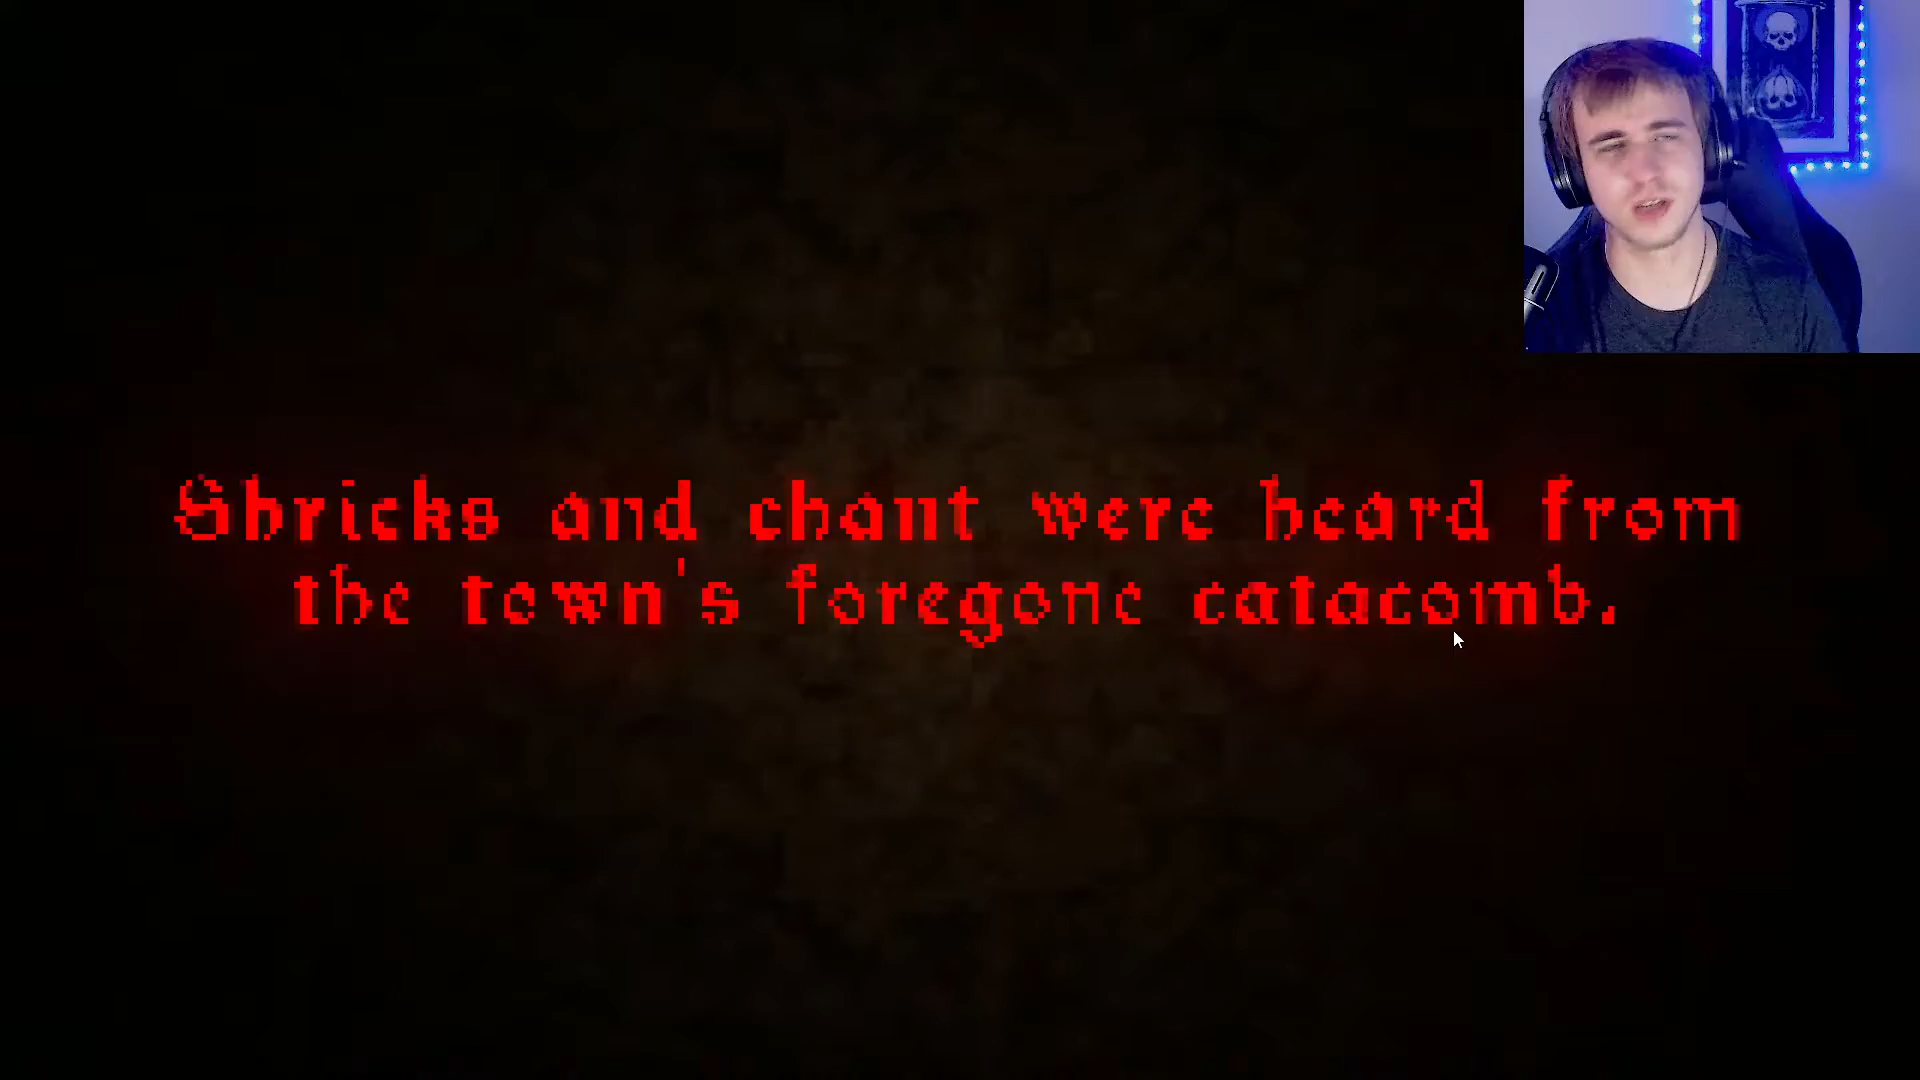 Shricks and chant were heard from
the town's foregone catacomb.